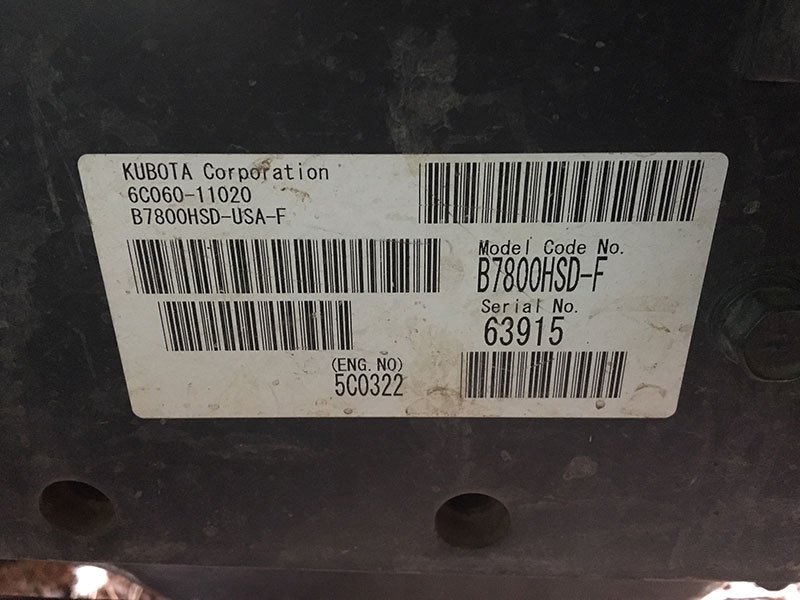 KUBOTA Corporation
6C060-11020
B7800HSD-USA-F
Model Code No.
B7800HSD-F
Serial No.
63915
(ENG.NO)
5C0322